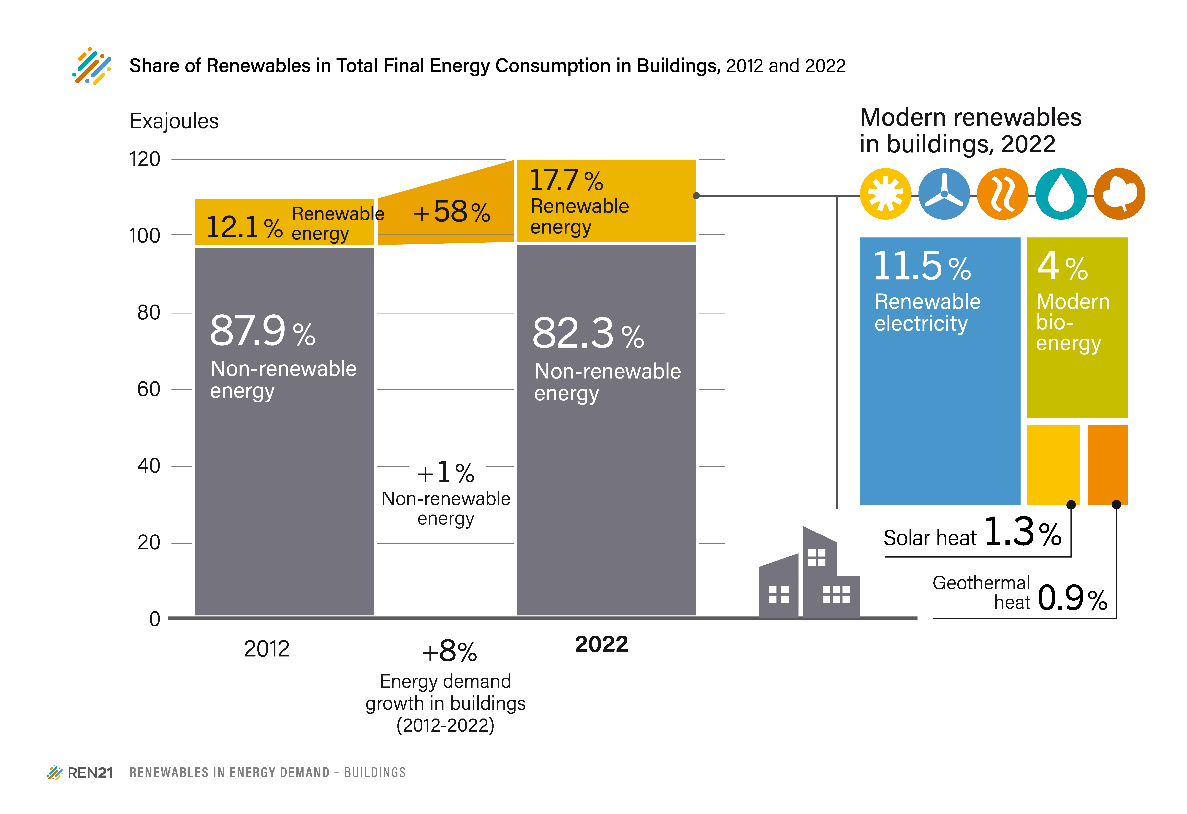 Share of Renewables in Total Final Energy Consumption in Buildings, 2012 and 2022
Exajoules
120
100
80
60
40
20
0
12.1 % Renewable
energy
87.9 %
Non-renewable
energy
2012
+58 %
+1 %
Non-renewable
energy
+8%
Energy demand
growth in buildings
(2012-2022)
17.7 %
Renewable
energy
82.3 %
Non-renewable
energy
2022
Modern renewables
in buildings, 2022
11.5 %
Renewable
electricity
4 %
Modern
bio-
energy
Solar heat 1.3 %
Geothermal
heat 0.9 %
REN21 RENEWABLES IN ENERGY DEMAND – BUILDINGS